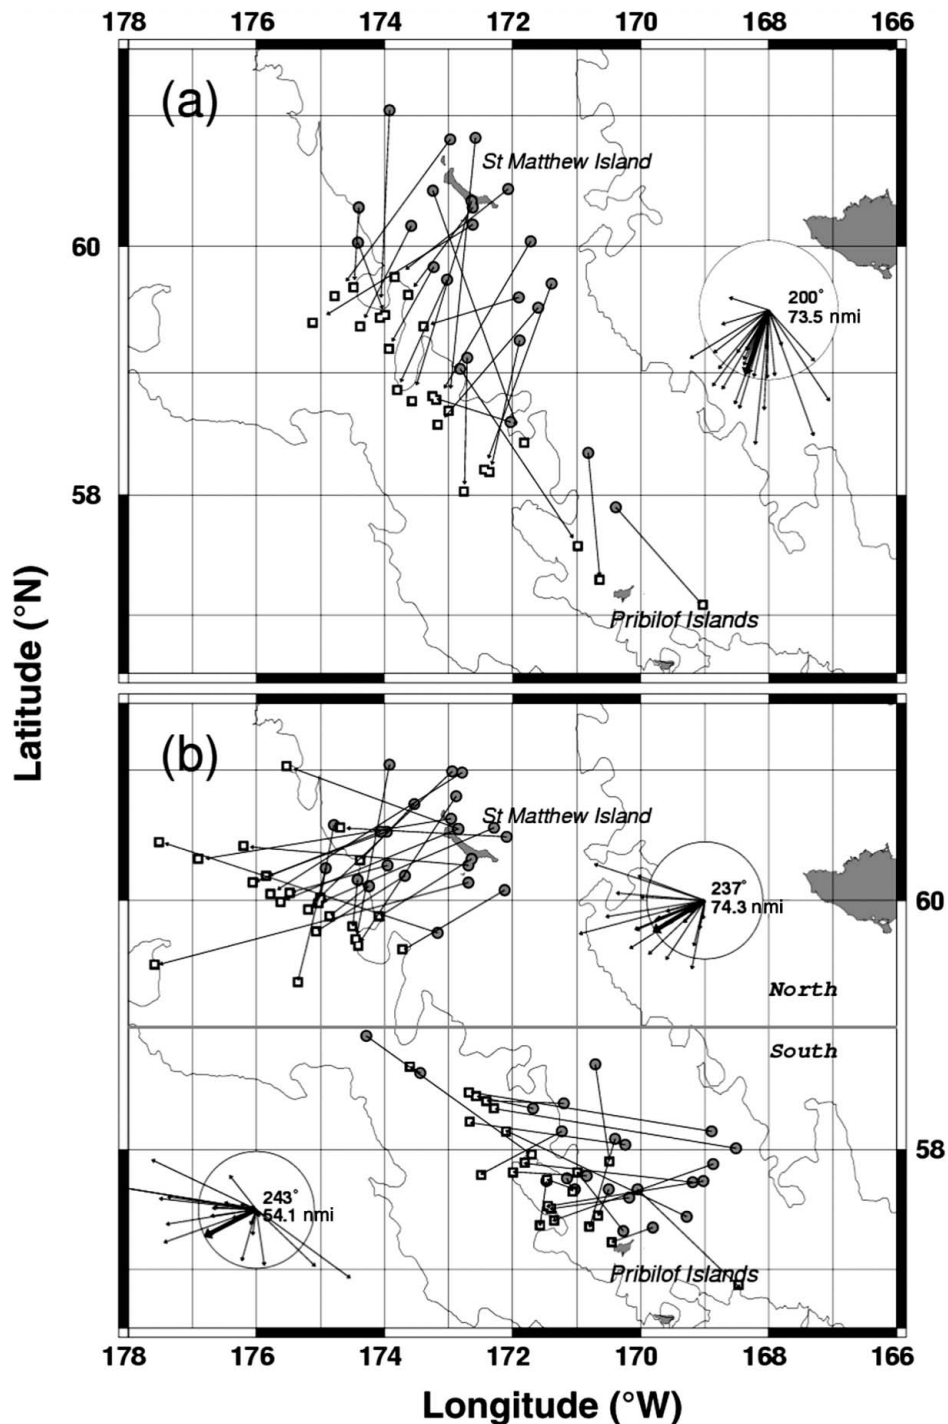 178 176 174 172 170 168 166
(a)
St Matthew Island
60
200°
73.5 nmi
58
Pribilof Islands
Latitude (°N)
(b)
St Matthew Island
237°
74.3 nmi
60
North
South
58
243°
54.1 nmi
Pribilof Islands
178 176 174 172 170 168 166
Longitude (°W)